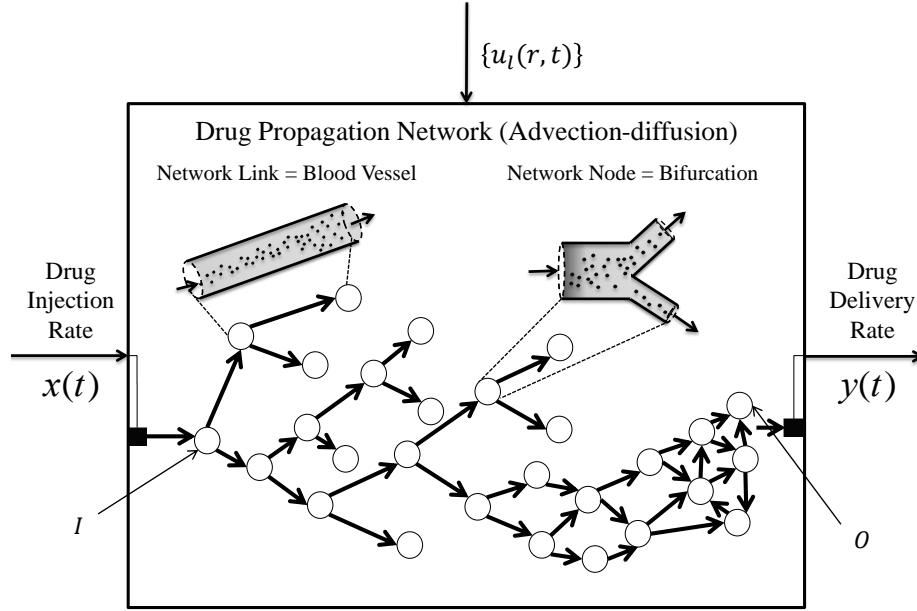 {u_l(r, t)}
Drug Propagation Network (Advection-diffusion)
Network Link = Blood Vessel
Network Node = Bifurcation
Drug
Injection
Rate
x(t)
Drug
Delivery
Rate
y(t)
I
O